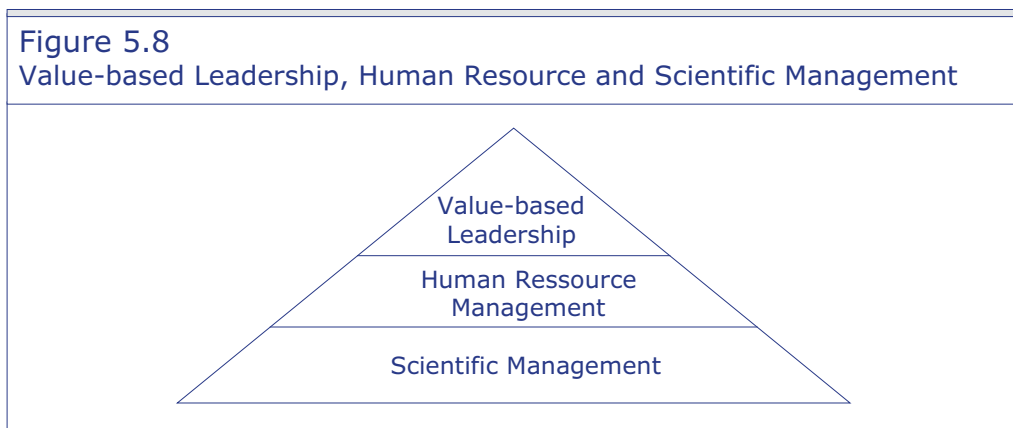 Figure 5.8
Value-based Leadership, Human Resource and Scientific Management
Value-based
Leadership
Human Ressource
Management
Scientific Management